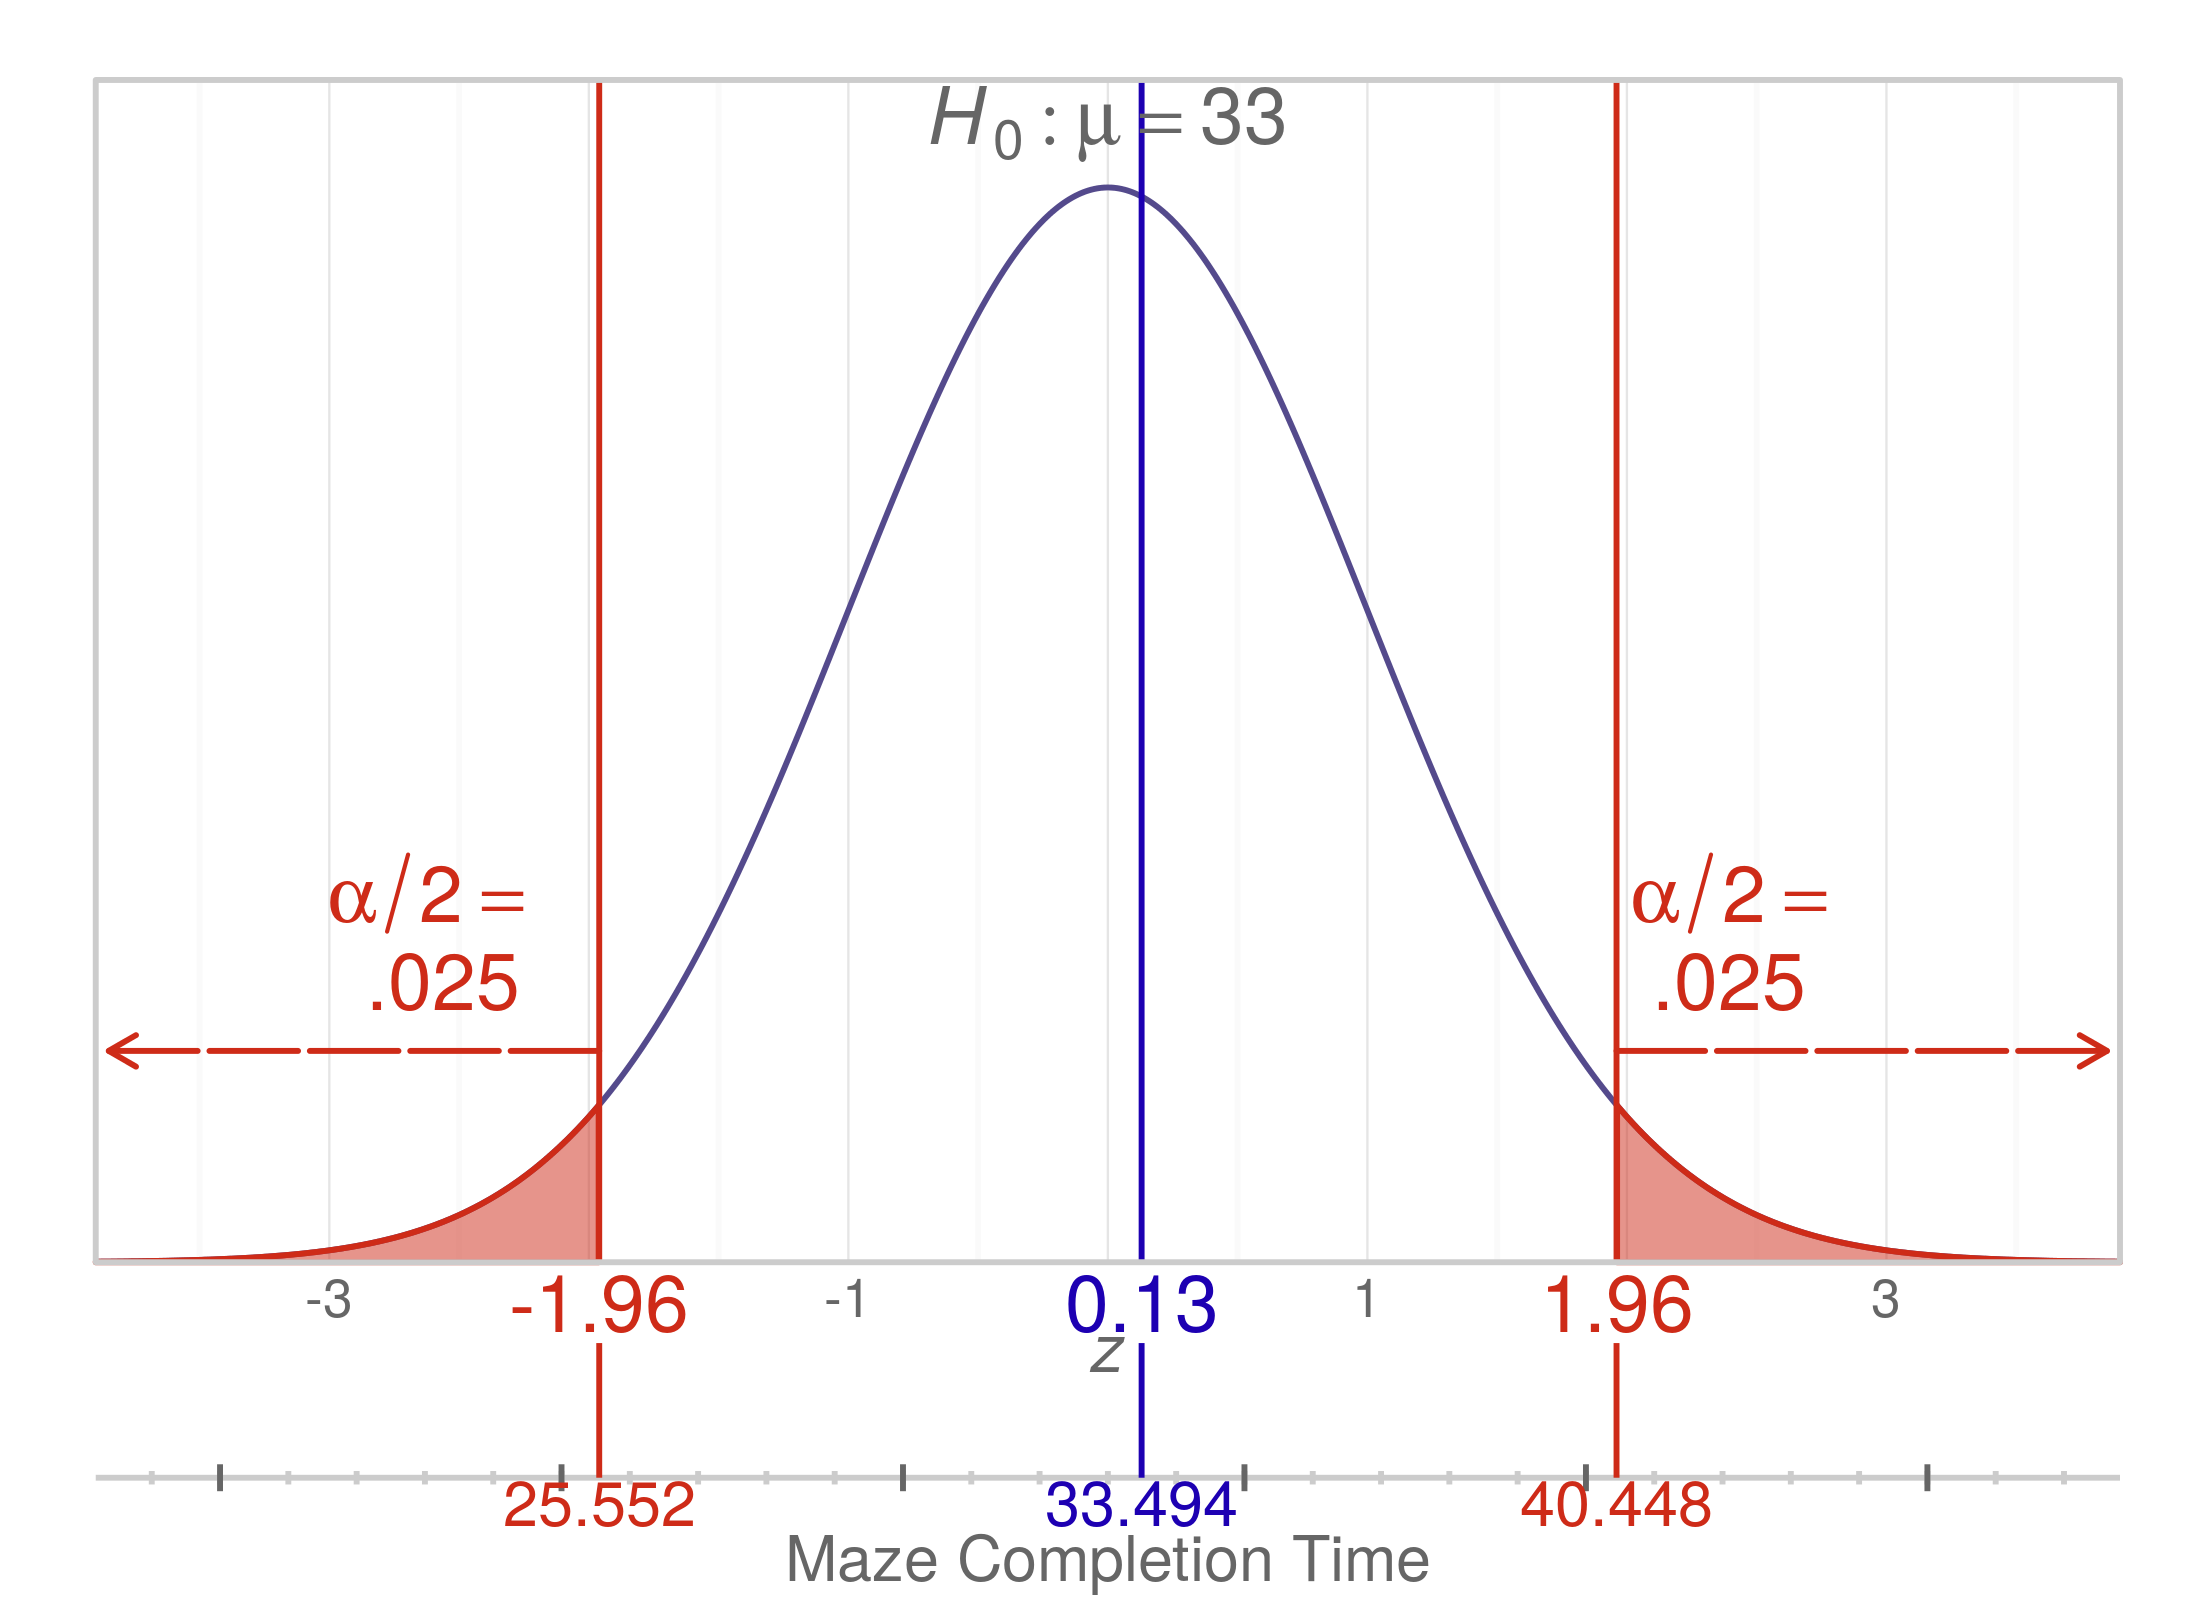 H0 : μ = 33
α/2 =
.025
α/2 =
.025
-3 -1.96 -1 0.13 1 1.96 3
z
25.552 33.494 40.448
Maze Completion Time